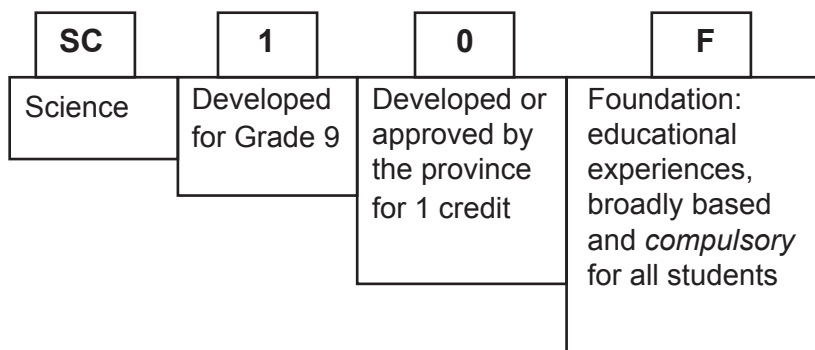 SC 1 0 F
Science
Developed
for Grade 9
Developed or
approved by
the province
for 1 credit
Foundation:
educational
experiences,
broadly based
and compulsory
for all students